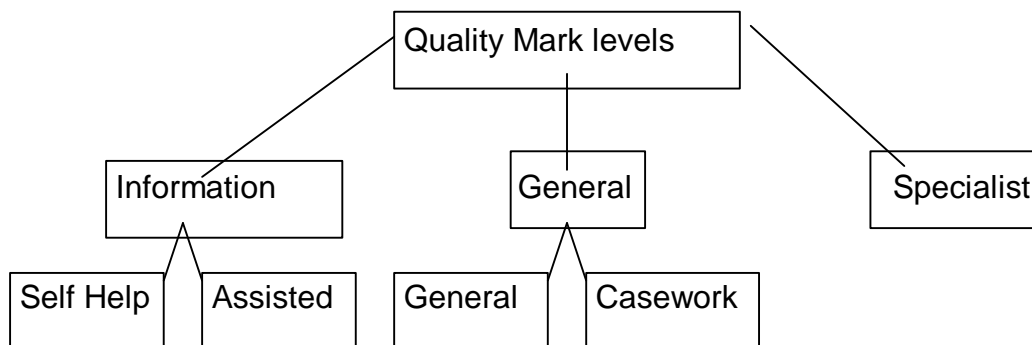 Quality Mark levels
Information
General
Specialist
Self Help
Assisted
General
Casework